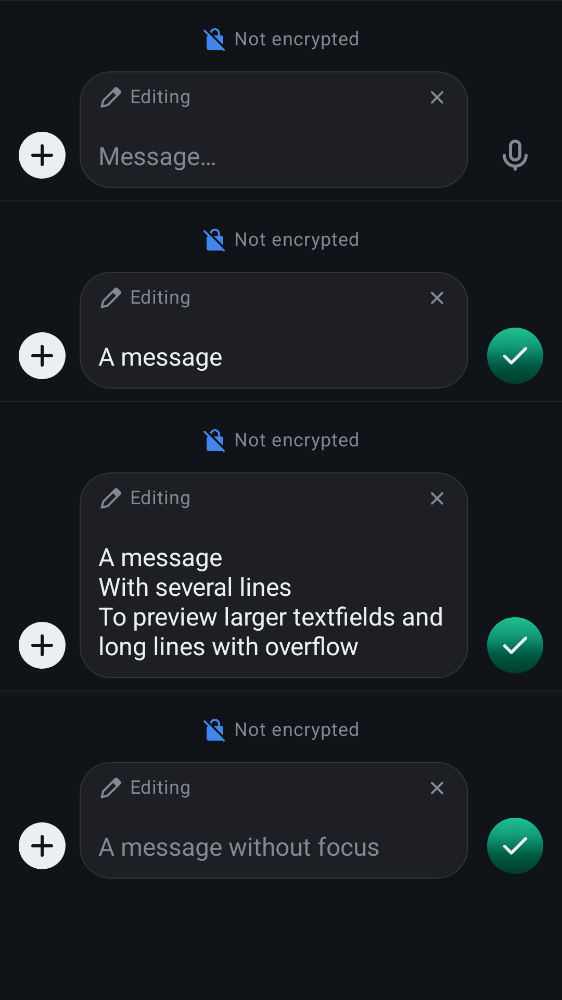 Not encrypted
Editing
Message…
Not encrypted
Editing
A message
Not encrypted
Editing
A message
With several lines
To preview larger textfields and
long lines with overflow
Not encrypted
Editing
A message without focus